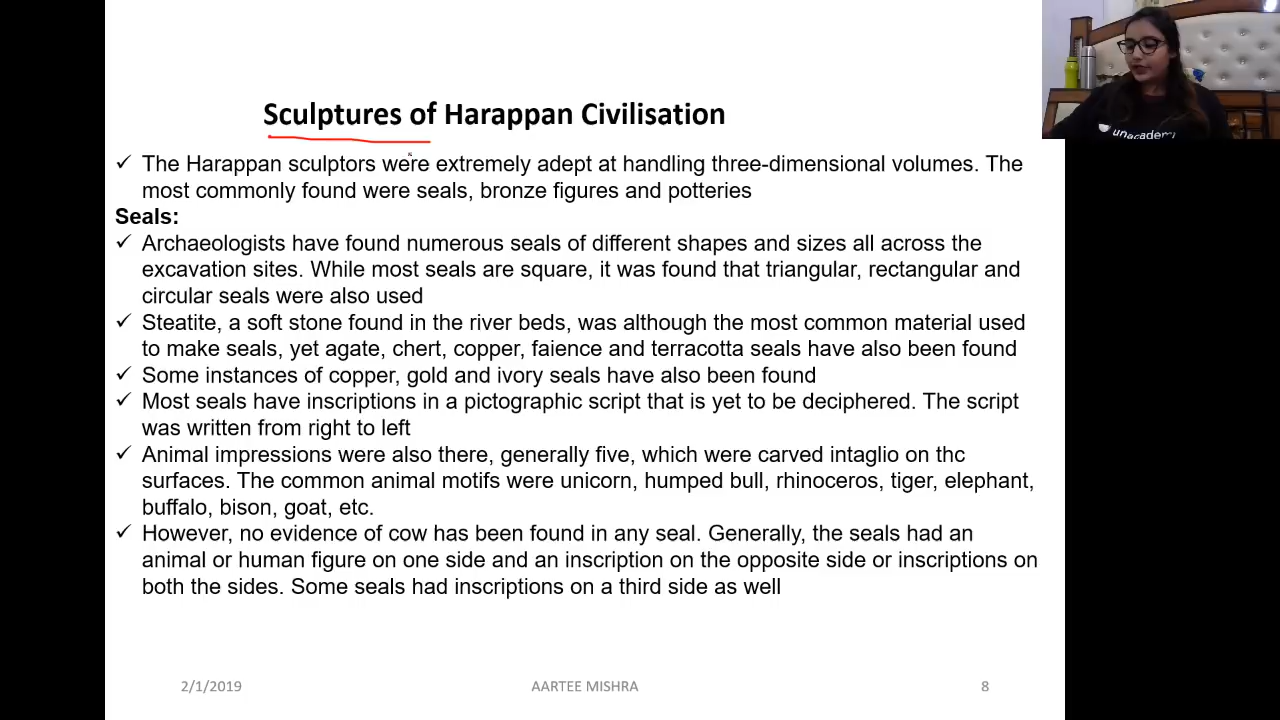 Sculptures of Harappan Civilisation
✓ The Harappan sculptors were extremely adept at handling three-dimensional volumes. The
most commonly found were seals, bronze figures and potteries
Seals:
✓ Archaeologists have found numerous seals of different shapes and sizes all across the
excavation sites. While most seals are square, it was found that triangular, rectangular and
circular seals were also used
✓ Steatite, a soft stone found in the river beds, was although the most common material used
to make seals, yet agate, chert, copper, faience and terracotta seals have also been found
✓ Some instances of copper, gold and ivory seals have also been found
✓ Most seals have inscriptions in a pictographic script that is yet to be deciphered. The script
was written from right to left
✓ Animal impressions were also there, generally five, which were carved intaglio on thc
surfaces. The common animal motifs were unicorn, humped bull, rhinoceros, tiger, elephant,
buffalo, bison, goat, etc.
✓ However, no evidence of cow has been found in any seal. Generally, the seals had an
animal or human figure on one side and an inscription on the opposite side or inscriptions on
both the sides. Some seals had inscriptions on a third side as well
2/1/2019 AARTEE MISHRA 8
unacademy